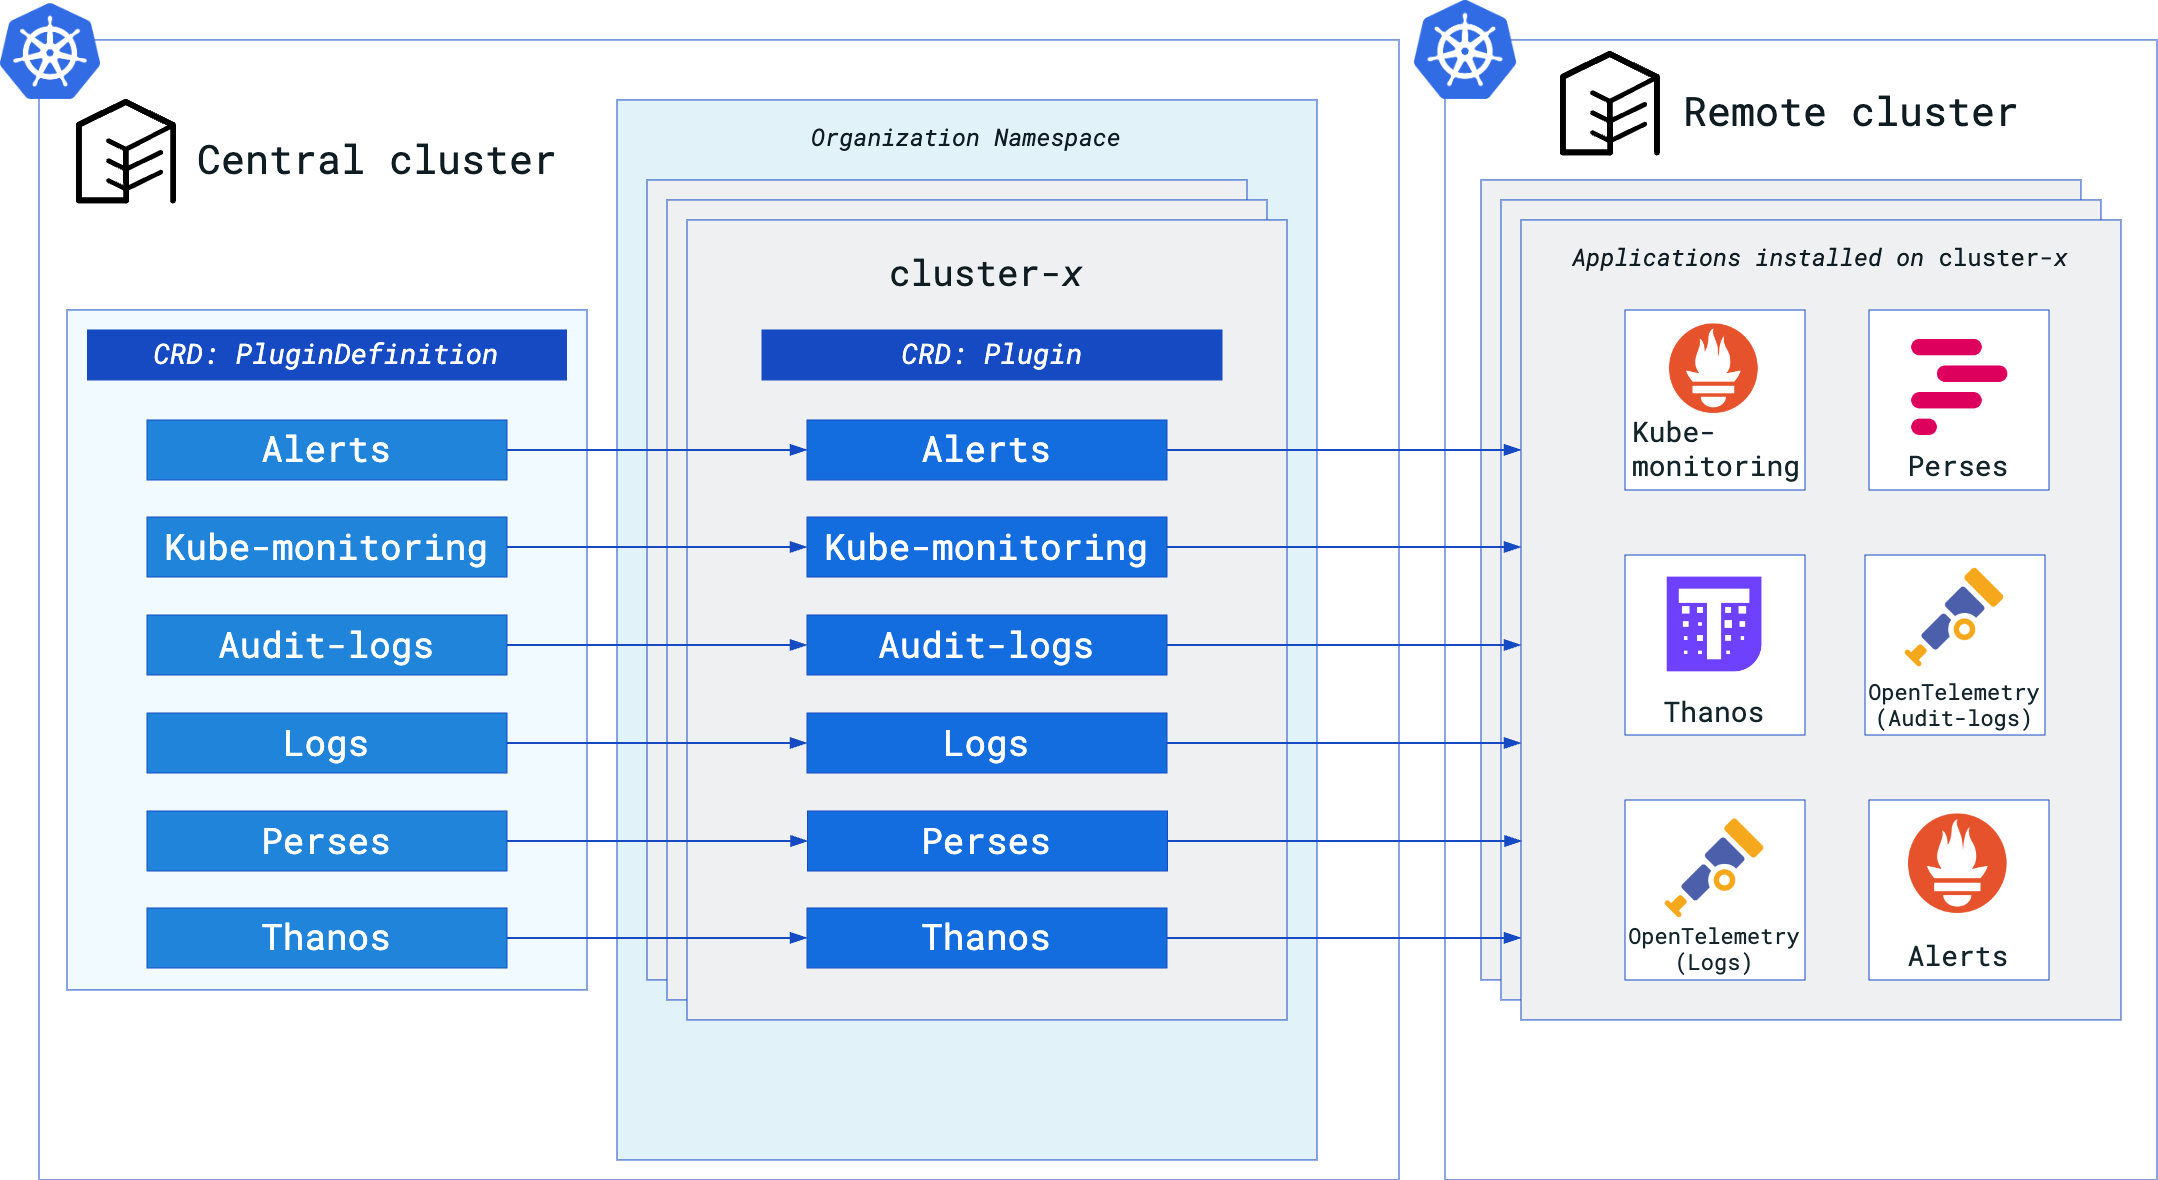 Central cluster
CRD: PluginDefinition
Alerts
Kube-monitoring
Audit-logs
Logs
Perses
Thanos
Organization Namespace
cluster-x
CRD: Plugin
Alerts
Kube-monitoring
Audit-logs
Logs
Perses
Thanos
Remote cluster
Applications installed on cluster-x
Kube-
monitoring
Perses
Thanos
OpenTelemetry
(Audit-logs)
OpenTelemetry
(Logs)
Alerts